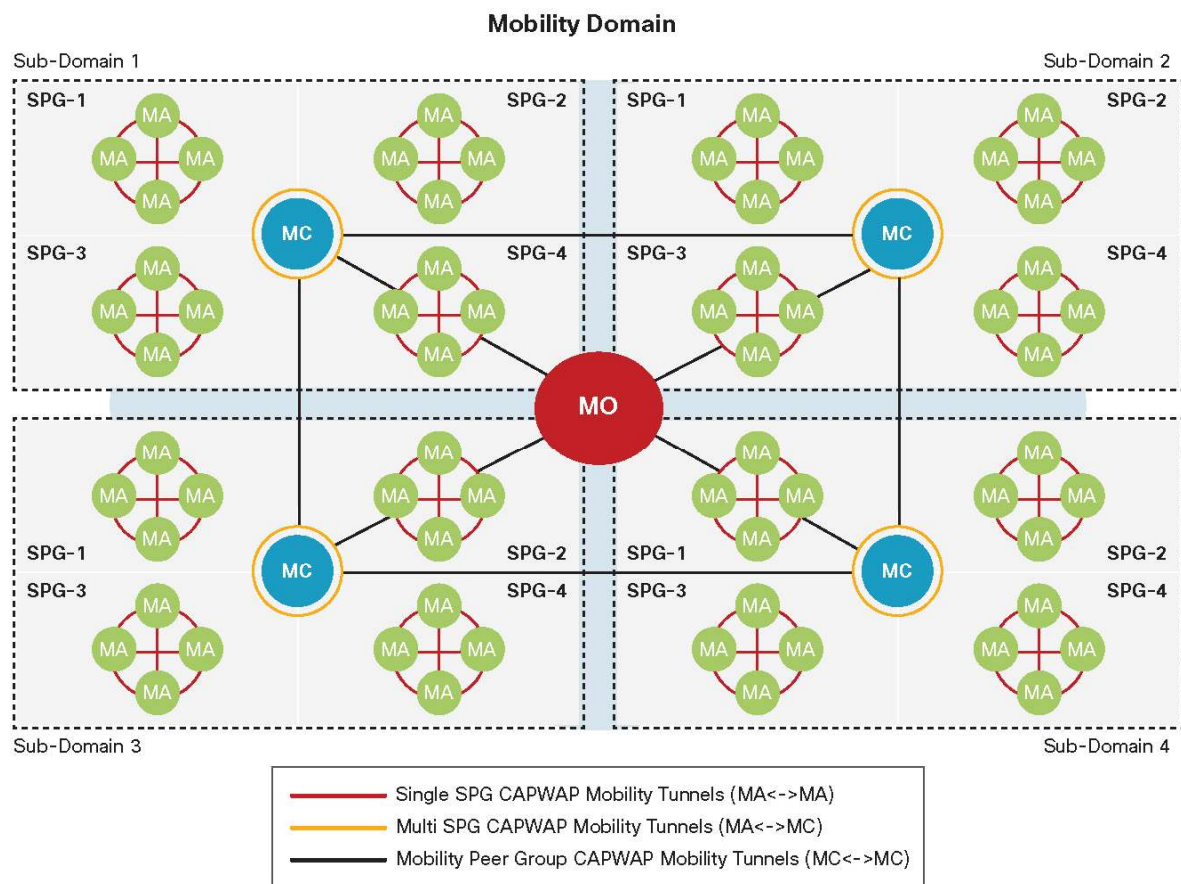 Mobility Domain
Sub-Domain 1
Sub-Domain 2
SPG-1
MA
MA
MA
MA
SPG-2
MA
MA
MA
MA
SPG-1
MA
MA
MA
MA
SPG-2
MA
MA
MA
MA
MC
MC
SPG-3
MA
MA
MA
MA
SPG-4
MA
MA
MA
MA
SPG-3
MA
MA
MA
MA
SPG-4
MA
MA
MA
MA
MO
MA
MA
MA
MA
SPG-1
MA
MA
MA
MA
SPG-2
MA
MA
MA
MA
SPG-1
MA
MA
MA
MA
SPG-2
MC
MC
SPG-3
MA
MA
MA
MA
SPG-4
MA
MA
MA
MA
SPG-3
MA
MA
MA
MA
SPG-4
MA
MA
MA
MA
Sub-Domain 3
Sub-Domain 4
Single SPG CAPWAP Mobility Tunnels (MA<->MA)
Multi SPG CAPWAP Mobility Tunnels (MA<->MC)
Mobility Peer Group CAPWAP Mobility Tunnels (MC<->MC)